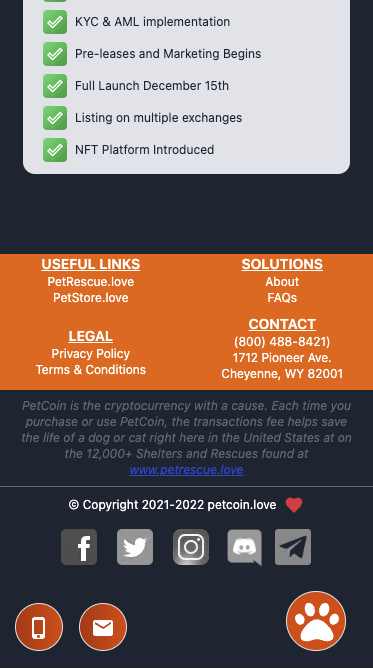 KYC & AML implementation
Pre-leases and Marketing Begins
Full Launch December 15th
Listing on multiple exchanges
NFT Platform Introduced
USEFUL LINKS
PetRescue.love
PetStore.love
SOLUTIONS
About
FAQs
LEGAL
Privacy Policy
Terms & Conditions
CONTACT
(800) 488-8421)
1712 Pioneer Ave.
Cheyenne, WY 82001
PetCoin is the cryptocurrency with a cause. Each time you
purchase or use PetCoin, the transactions fee helps save
the life of a dog or cat right here in the United States at on
the 12,000+ Shelters and Rescues found at
www.petrescue.love
© Copyright 2021-2022 petcoin.love